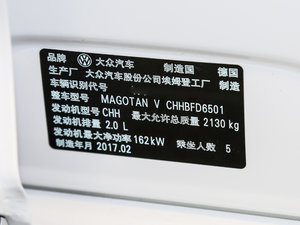 品牌 大众汽车 制造国 德国
生产厂 大众汽车股份公司埃姆登工厂
车辆识别代号
整车型号 MAGOTAN V CHHBFD6501
发动机型号 CHH 最大允许总质量 2130 kg
发动机排量 2.0 L
发动机最大净功率 162kW 乘坐人数 5
制造年月 2017.02